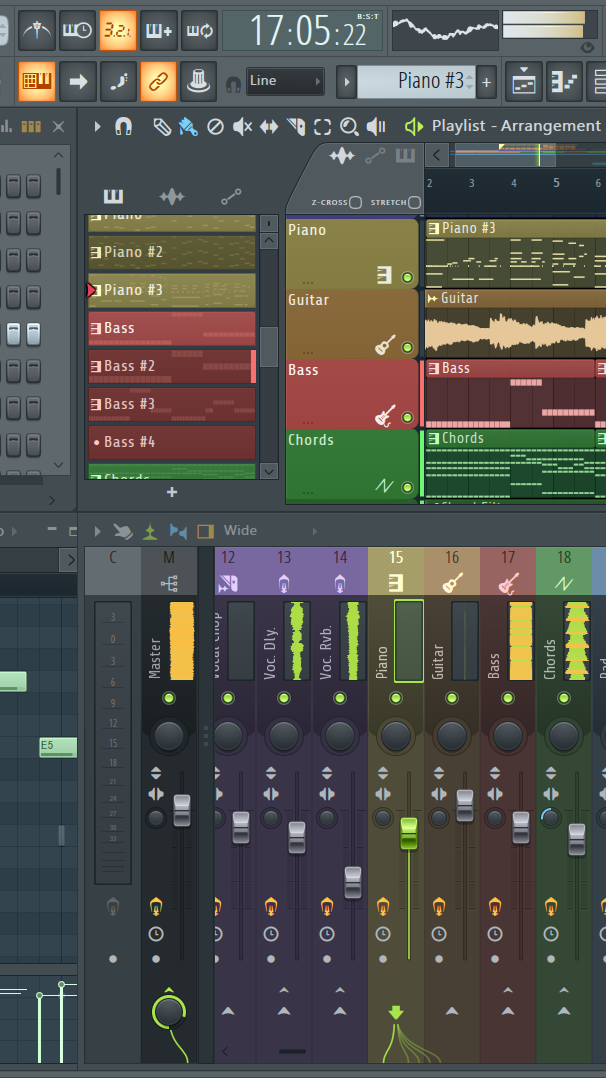 3.2.
17:05:22
B:S:T
Line
Piano #3
Playlist - Arrangement
2 3 4 5 6
Z-CROSS STRETCH
Piano
Piano #2
Piano #3
Bass
Bass #2
Bass #3
Bass #4
Chords
Piano
Piano #3
Guitar
Guitar
Bass
Bass
Chords
Chords
Wide
C M 12 13 14 15 16 17 18
3
0
3
6
9
12
15
18
21
24
27
30
33
Master
Vocal Chop
Voc. Dly.
Voc. Rvb.
Piano
Guitar
Bass
Chords
E5